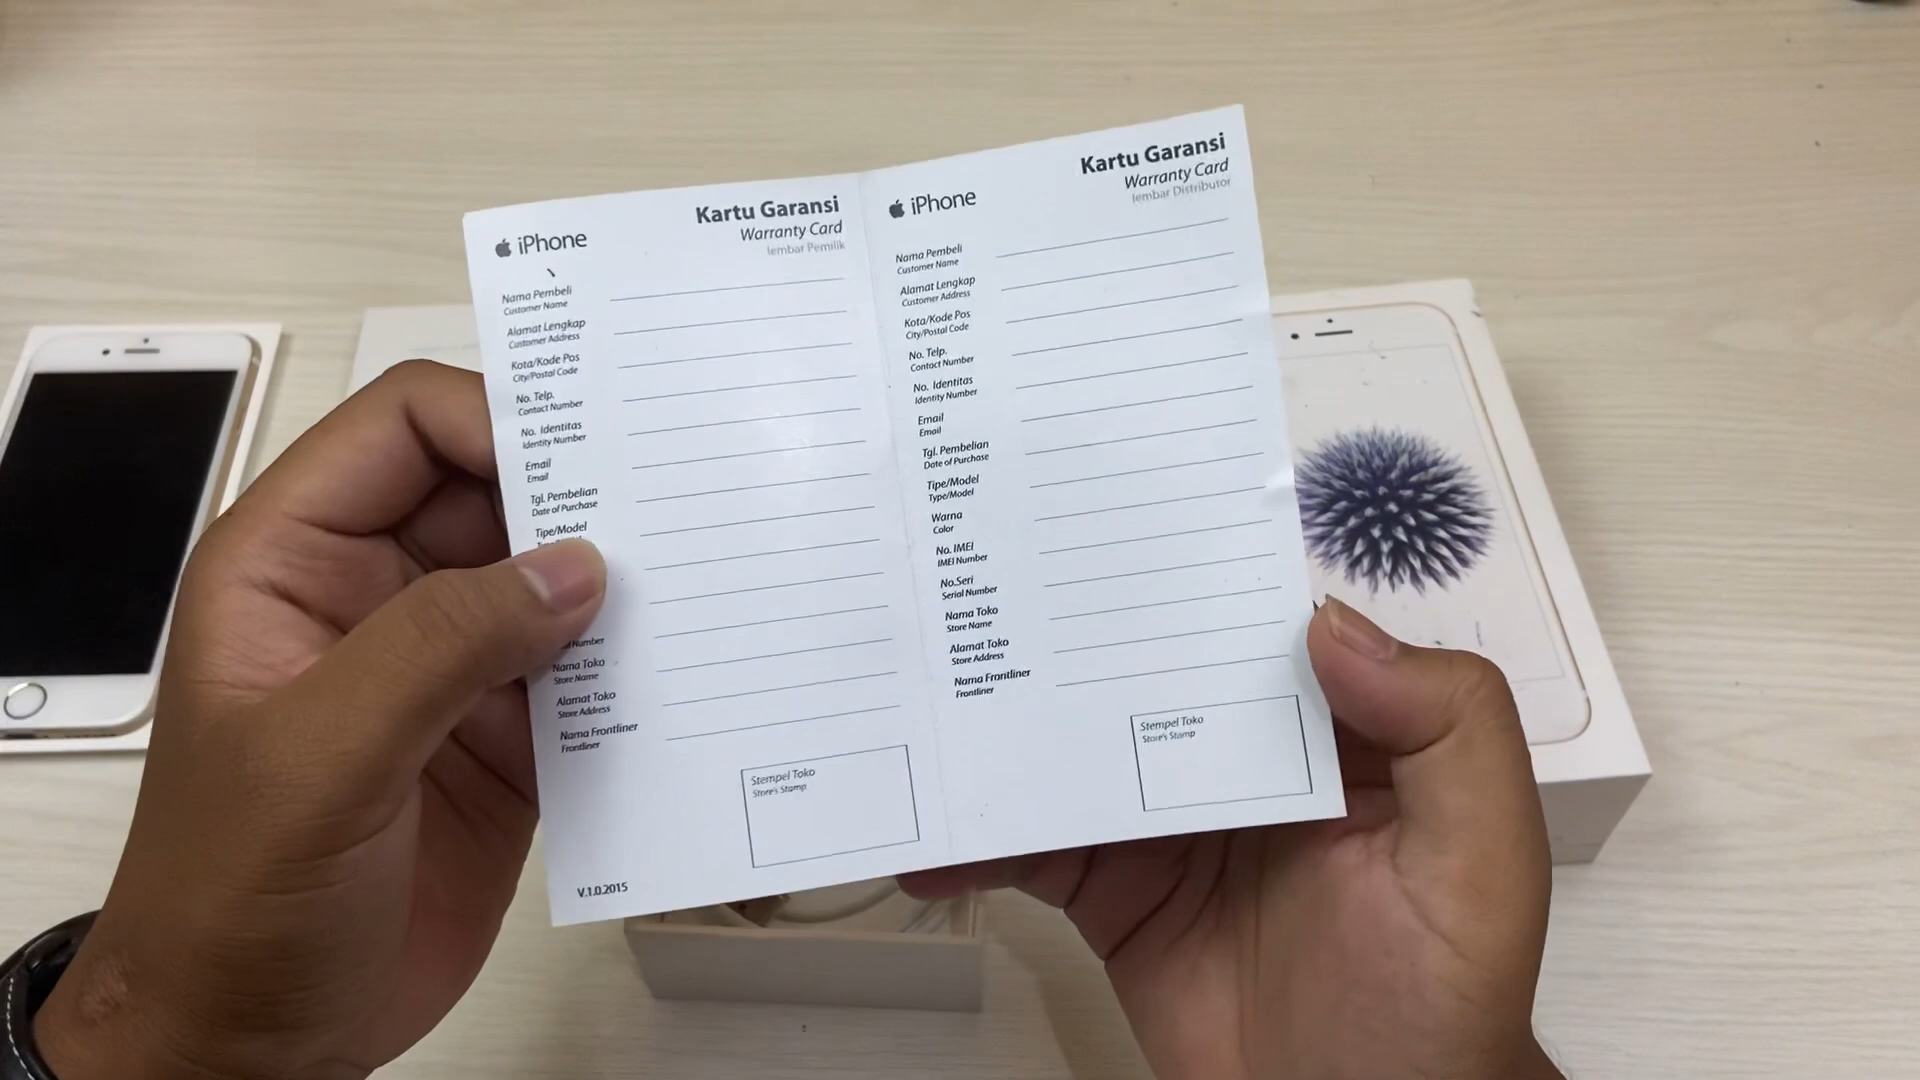 iPhone
Kartu Garansi
Warranty Card
lembar Pemilik
Nama Pembeli
Customer Name
Alamat Lengkap
Customer Address
Kota/Kode Pos
City/Postal Code
No. Telp.
Contact Number
No. Identitas
Identity Number
Email
Email
Tgl. Pembelian
Date of Purchase
Tipe/Model
Number
Nama Toko
Store Name
Alamat Toko
Store Address
Nama Frontliner
Frontliner
Stempel Toko
Store's Stamp
V.1.0.2015
iPhone
Kartu Garansi
Warranty Card
lembar Distributor
Nama Pembeli
Customer Name
Alamat Lengkap
Customer Address
Kota/Kode Pos
City/Postal Code
No. Telp.
Contact Number
No. Identitas
Identity Number
Email
Email
Tgl. Pembelian
Date of Purchase
Tipe/Model
Type/Model
Warna
Color
No. IMEI
IMEI Number
No.Seri
Serial Number
Nama Toko
Store Name
Alamat Toko
Store Address
Nama Frontliner
Frontliner
Stempel Toko
Store's Stamp